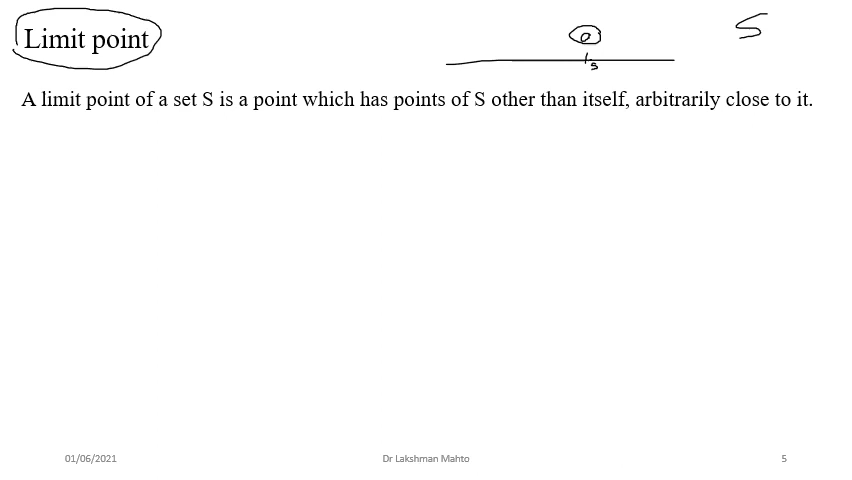 Limit point
S
s
A limit point of a set S is a point which has points of S other than itself, arbitrarily close to it.
01/06/2021 Dr Lakshman Mahto 5